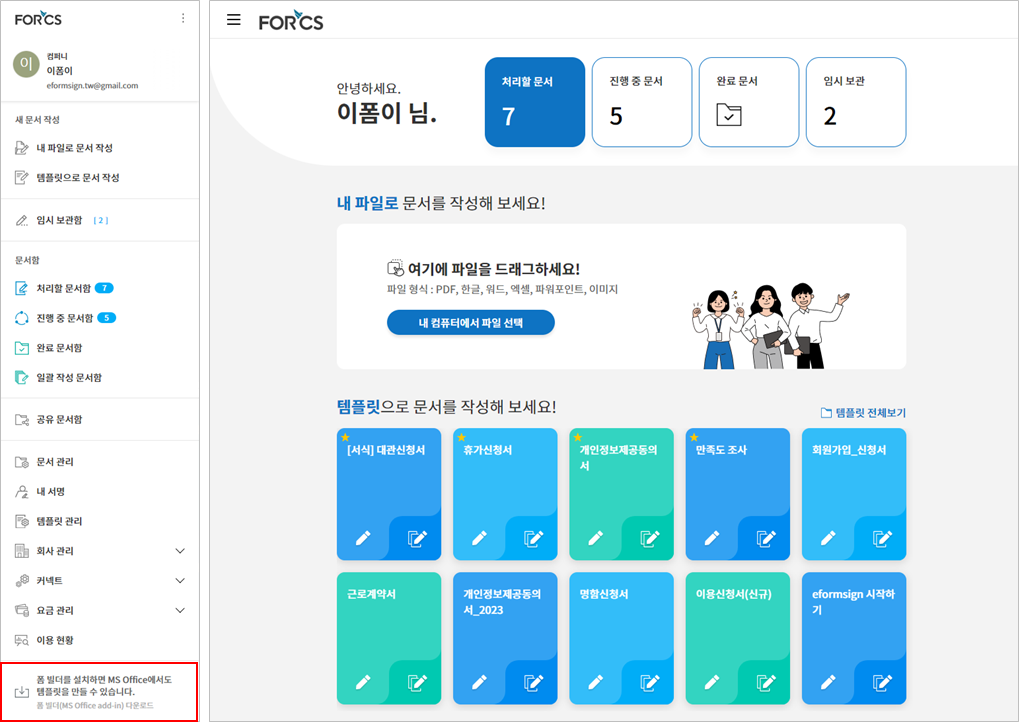 FORCS
이
컴퍼니
이폼이
eformsign.tw@gmail.com
새 문서 작성
내 파일로 문서 작성
템플릿으로 문서 작성
임시 보관함 [ 2 ]
문서함
처리할 문서함 7
진행 중 문서함 5
완료 문서함
일괄 작성 문서함
공유 문서함
문서 관리
내 서명
템플릿 관리
회사 관리
커넥트
요금 관리
이용 현황
폼 빌더를 설치하면 MS Office에서도
템플릿을 만들 수 있습니다.
폼 빌더(MS Office add-in) 다운로드
FORCS
안녕하세요.
이폼이 님.
처리할 문서
7
진행 중 문서
5
완료 문서
임시 보관
2
내 파일로 문서를 작성해 보세요!
여기에 파일을 드래그하세요!
파일 형식 : PDF, 한글, 워드, 엑셀, 파워포인트, 이미지
내 컴퓨터에서 파일 선택
템플릿으로 문서를 작성해 보세요!
템플릿 전체보기
[서식] 대관신청서
휴가신청서
개인정보제공동의
서
만족도 조사
회원가입_신청서
근로계약서
개인정보제공동의
서_2023
명함신청서
이용신청서(신규)
eformsign 시작하
기